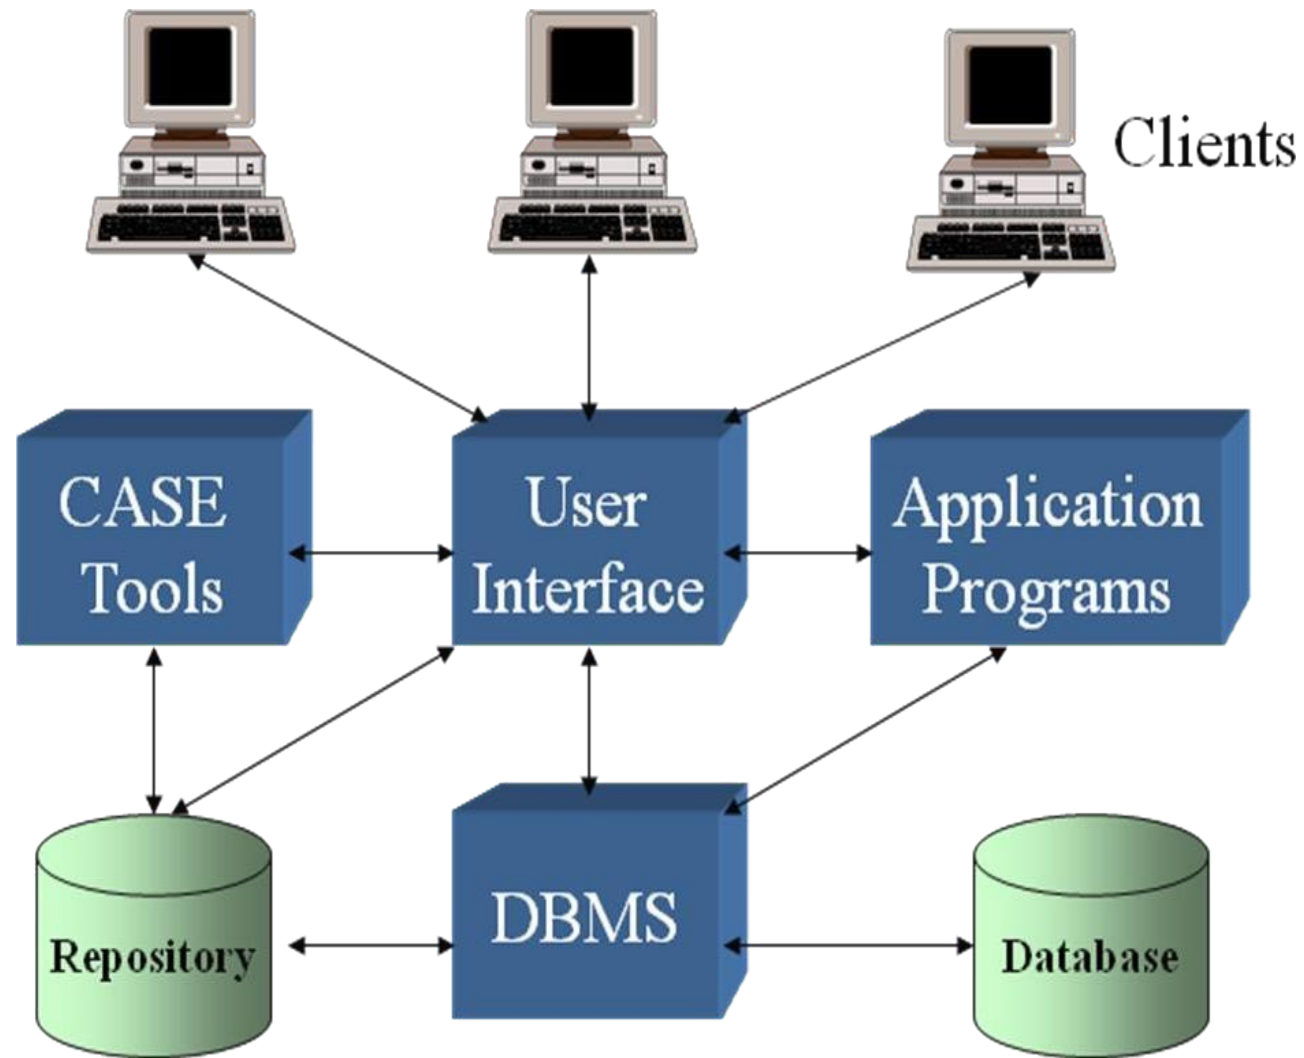 Clients
CASE
Tools
User
Interface
Application
Programs
Repository
DBMS
Database